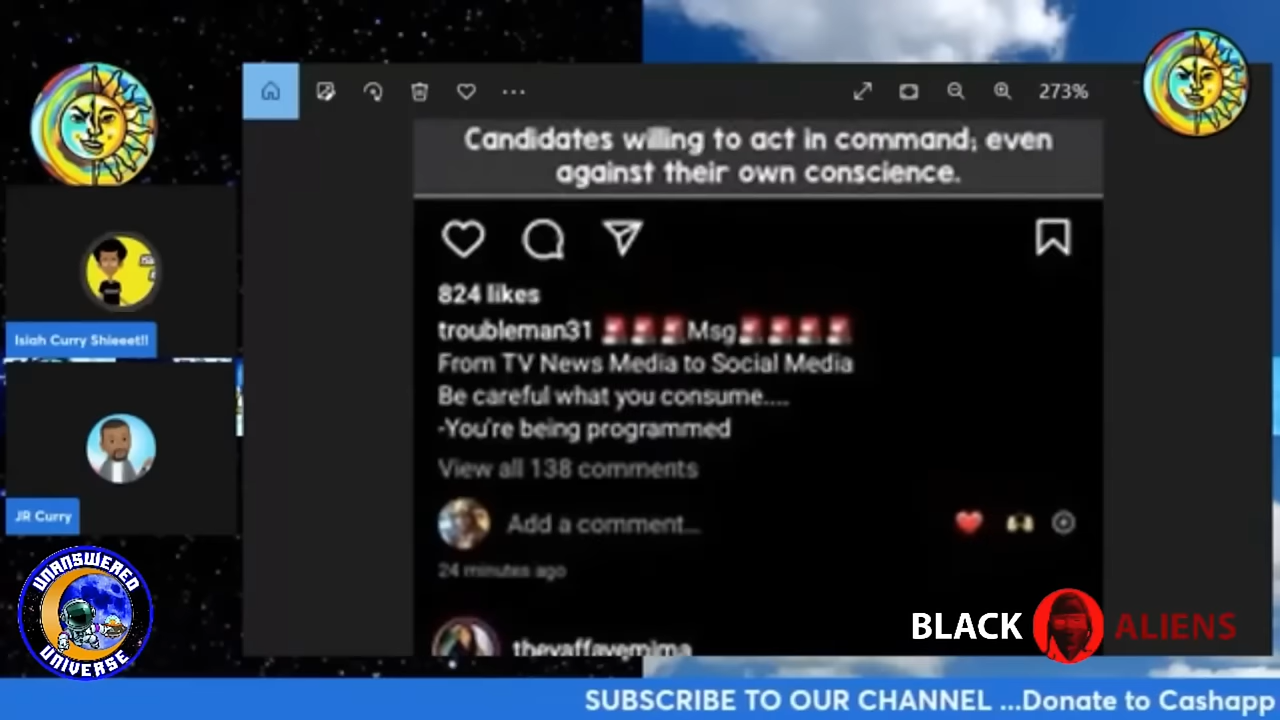 273%
Candidates willing to act in command; even
against their own conscience.
824 likes
troubleman31 🚨🚨🚨Msg🚨🚨🚨🚨
From TV News Media to Social Media
Be careful what you consume....
-You're being programmed
View all 138 comments
Add a comment...
24 minutes ago
Isiah Curry Shieeet!!
JR Curry
UNANSWERED
UNIVERSE
BLACK ALIENS
SUBSCRIBE TO OUR CHANNEL ...Donate to Cashapp